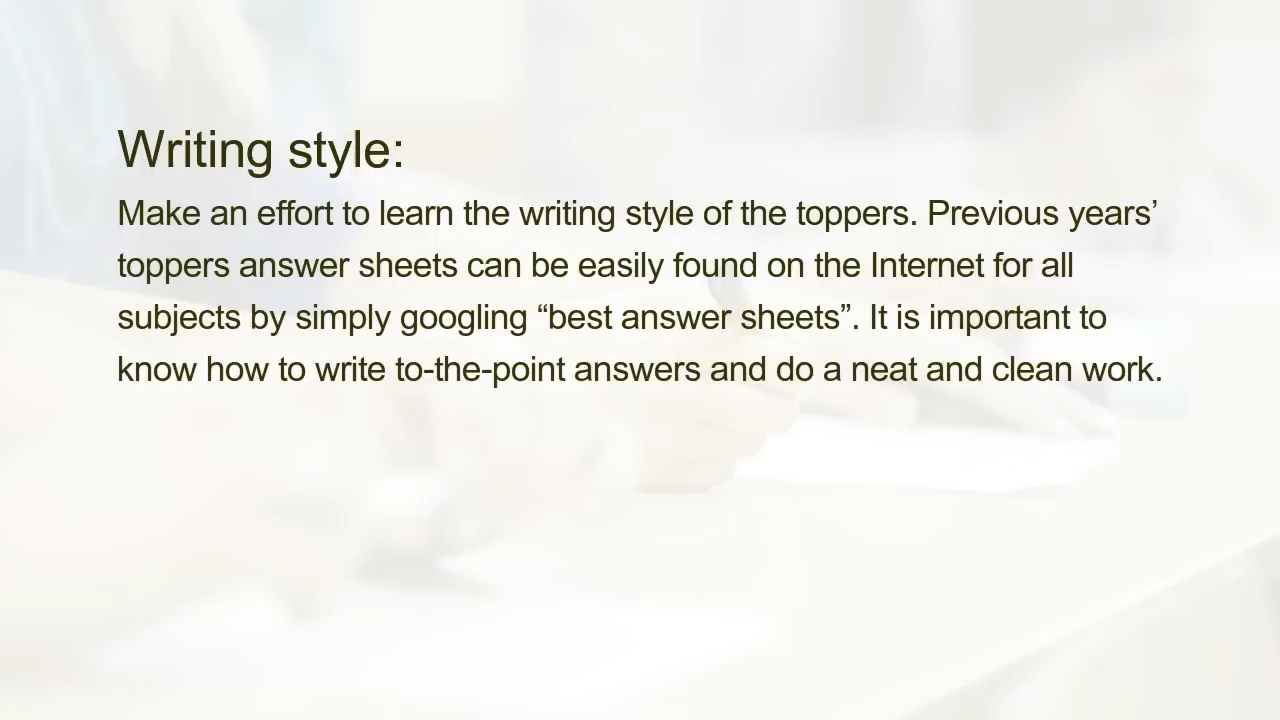 Writing style:
Make an effort to learn the writing style of the toppers. Previous years’
toppers answer sheets can be easily found on the Internet for all
subjects by simply googling “best answer sheets”. It is important to
know how to write to-the-point answers and do a neat and clean work.